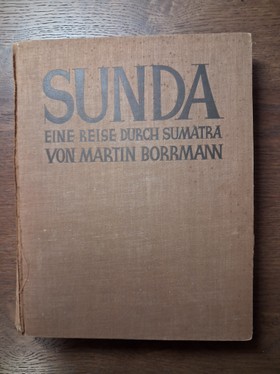 SUNDA
EINE REISE DURCH SUMATRA
VON MARTIN BORRMANN